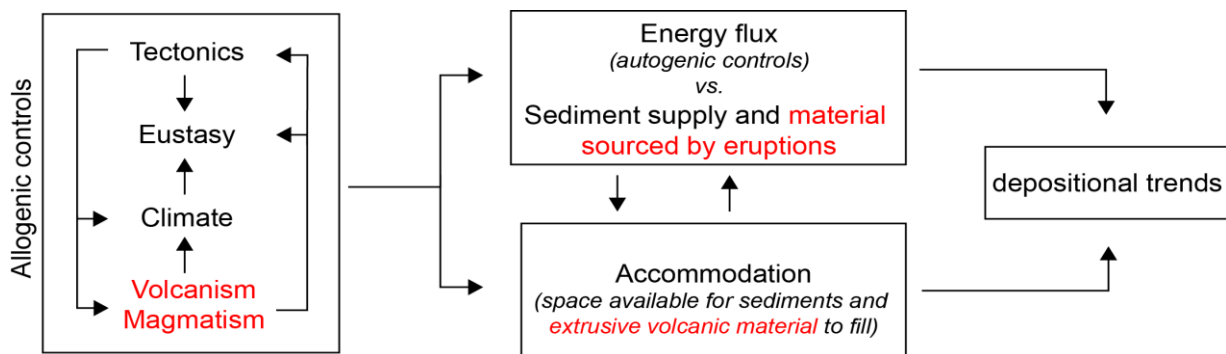 Allogenic controls
Tectonics
Eustasy
Climate
Volcanism
Magmatism
Energy flux
(autogenic controls)
vs.
Sediment supply and material
sourced by eruptions
Accommodation
(space available for sediments and
extrusive volcanic material to fill)
depositional trends